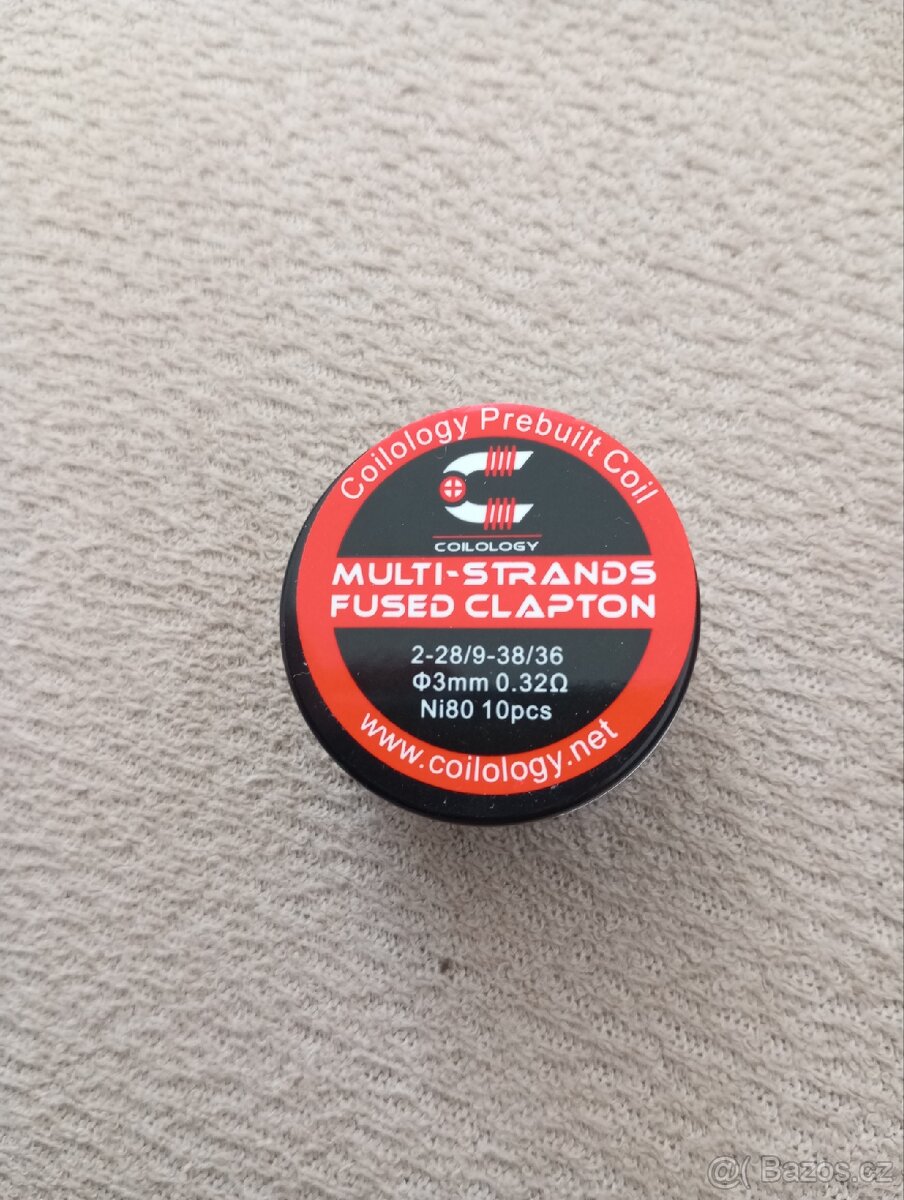 Coilology Prebuilt Coil
COILOLOGY
MULTI-STRANDS
FUSED CLAPTON
2-28/9-38/36
Φ3mm 0.32Ω
Ni80 10pcs
www.coilology.net
@( Bazos.cz